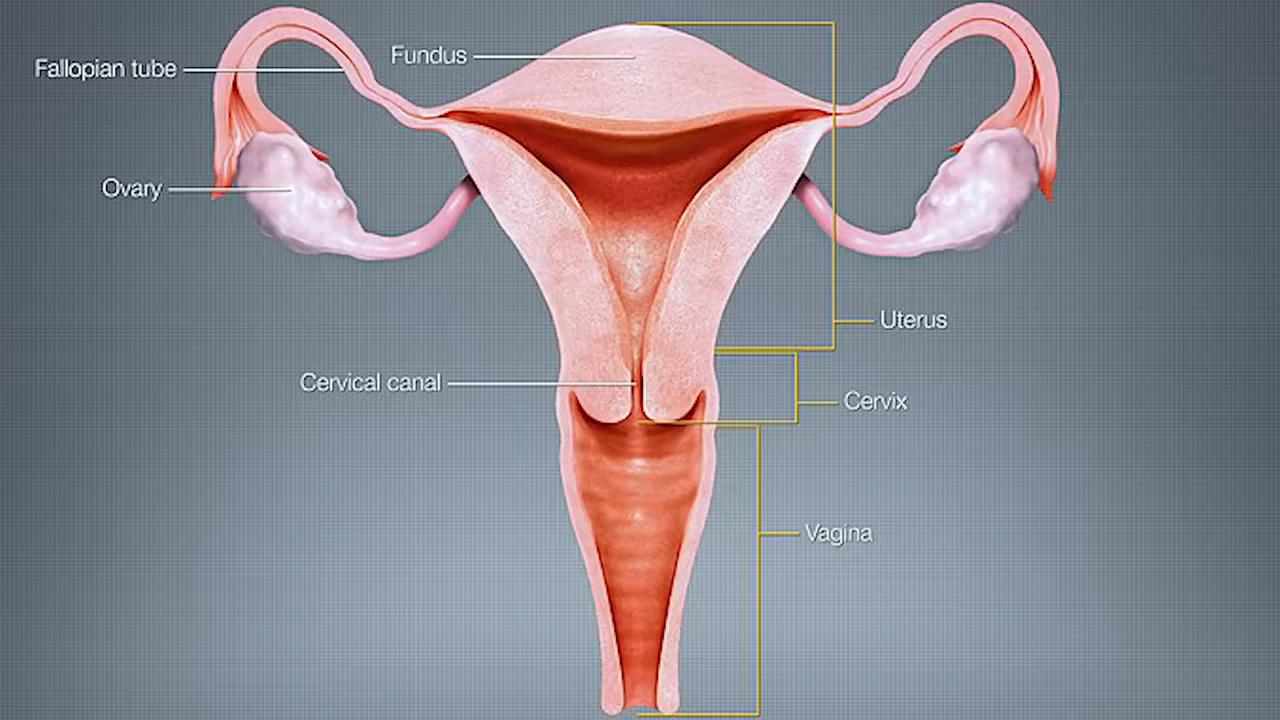 Fundus
Fallopian tube
Ovary
Uterus
Cervical canal
Cervix
Vagina